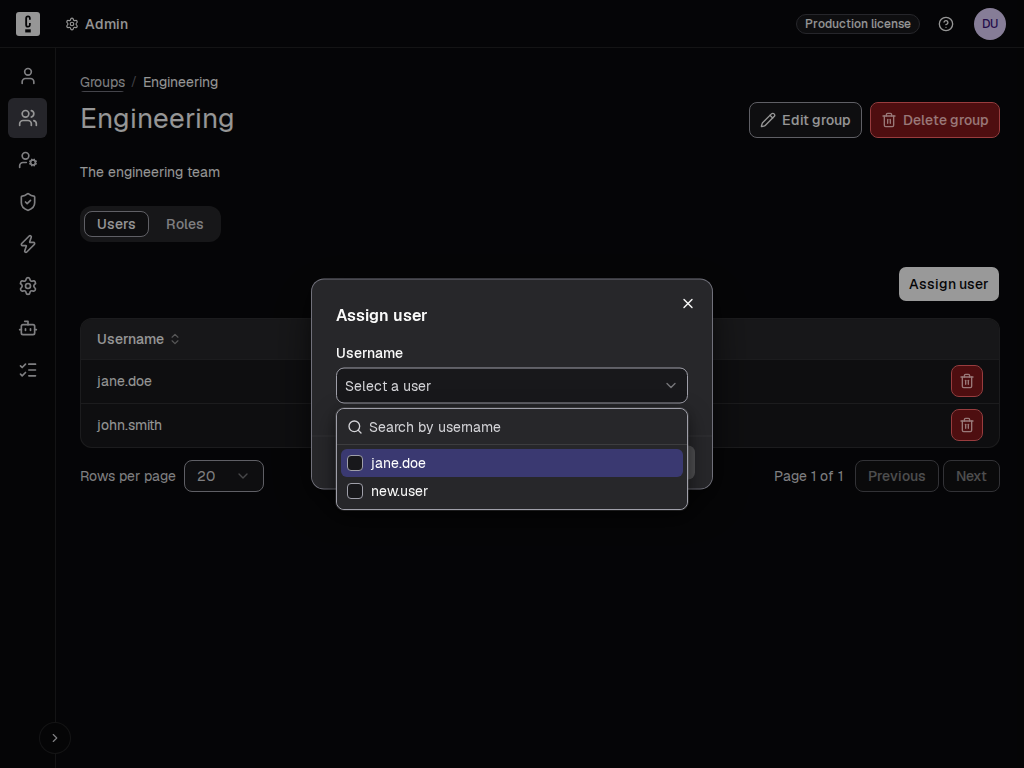 Admin
Production license
DU
Groups / Engineering
Engineering
Edit group
Delete group
The engineering team
Users
Roles
Assign user
Username
jane.doe
john.smith
Rows per page
20
Page 1 of 1
Previous
Next
Assign user
Username
Select a user
Search by username
jane.doe
new.user